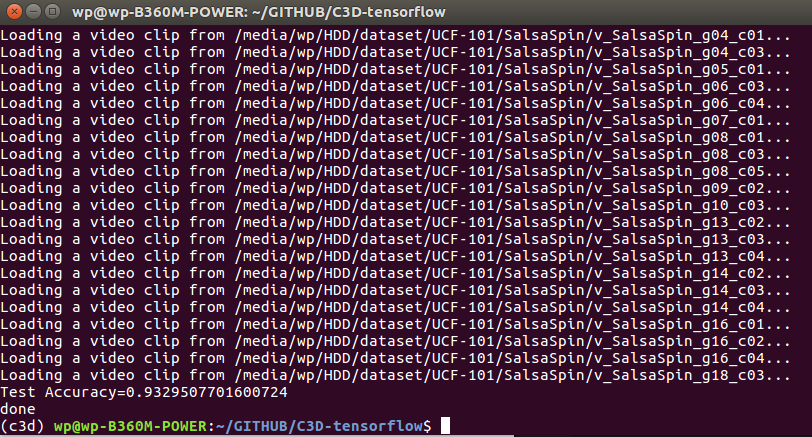 wp@wp-B360M-POWER: ~/GITHUB/C3D-tensorflow
Loading a video clip from /media/wp/HDD/dataset/UCF-101/SalsaSpin/v_SalsaSpin_g04_c01...
Loading a video clip from /media/wp/HDD/dataset/UCF-101/SalsaSpin/v_SalsaSpin_g04_c03...
Loading a video clip from /media/wp/HDD/dataset/UCF-101/SalsaSpin/v_SalsaSpin_g05_c01...
Loading a video clip from /media/wp/HDD/dataset/UCF-101/SalsaSpin/v_SalsaSpin_g06_c03...
Loading a video clip from /media/wp/HDD/dataset/UCF-101/SalsaSpin/v_SalsaSpin_g06_c04...
Loading a video clip from /media/wp/HDD/dataset/UCF-101/SalsaSpin/v_SalsaSpin_g07_c01...
Loading a video clip from /media/wp/HDD/dataset/UCF-101/SalsaSpin/v_SalsaSpin_g08_c01...
Loading a video clip from /media/wp/HDD/dataset/UCF-101/SalsaSpin/v_SalsaSpin_g08_c03...
Loading a video clip from /media/wp/HDD/dataset/UCF-101/SalsaSpin/v_SalsaSpin_g08_c05...
Loading a video clip from /media/wp/HDD/dataset/UCF-101/SalsaSpin/v_SalsaSpin_g09_c02...
Loading a video clip from /media/wp/HDD/dataset/UCF-101/SalsaSpin/v_SalsaSpin_g10_c03...
Loading a video clip from /media/wp/HDD/dataset/UCF-101/SalsaSpin/v_SalsaSpin_g13_c02...
Loading a video clip from /media/wp/HDD/dataset/UCF-101/SalsaSpin/v_SalsaSpin_g13_c03...
Loading a video clip from /media/wp/HDD/dataset/UCF-101/SalsaSpin/v_SalsaSpin_g13_c04...
Loading a video clip from /media/wp/HDD/dataset/UCF-101/SalsaSpin/v_SalsaSpin_g14_c02...
Loading a video clip from /media/wp/HDD/dataset/UCF-101/SalsaSpin/v_SalsaSpin_g14_c03...
Loading a video clip from /media/wp/HDD/dataset/UCF-101/SalsaSpin/v_SalsaSpin_g14_c04...
Loading a video clip from /media/wp/HDD/dataset/UCF-101/SalsaSpin/v_SalsaSpin_g16_c01...
Loading a video clip from /media/wp/HDD/dataset/UCF-101/SalsaSpin/v_SalsaSpin_g16_c02...
Loading a video clip from /media/wp/HDD/dataset/UCF-101/SalsaSpin/v_SalsaSpin_g16_c04...
Loading a video clip from /media/wp/HDD/dataset/UCF-101/SalsaSpin/v_SalsaSpin_g18_c03...
Test Accuracy=0.9329507701600724
done
(c3d) wp@wp-B360M-POWER:~/GITHUB/C3D-tensorflow$